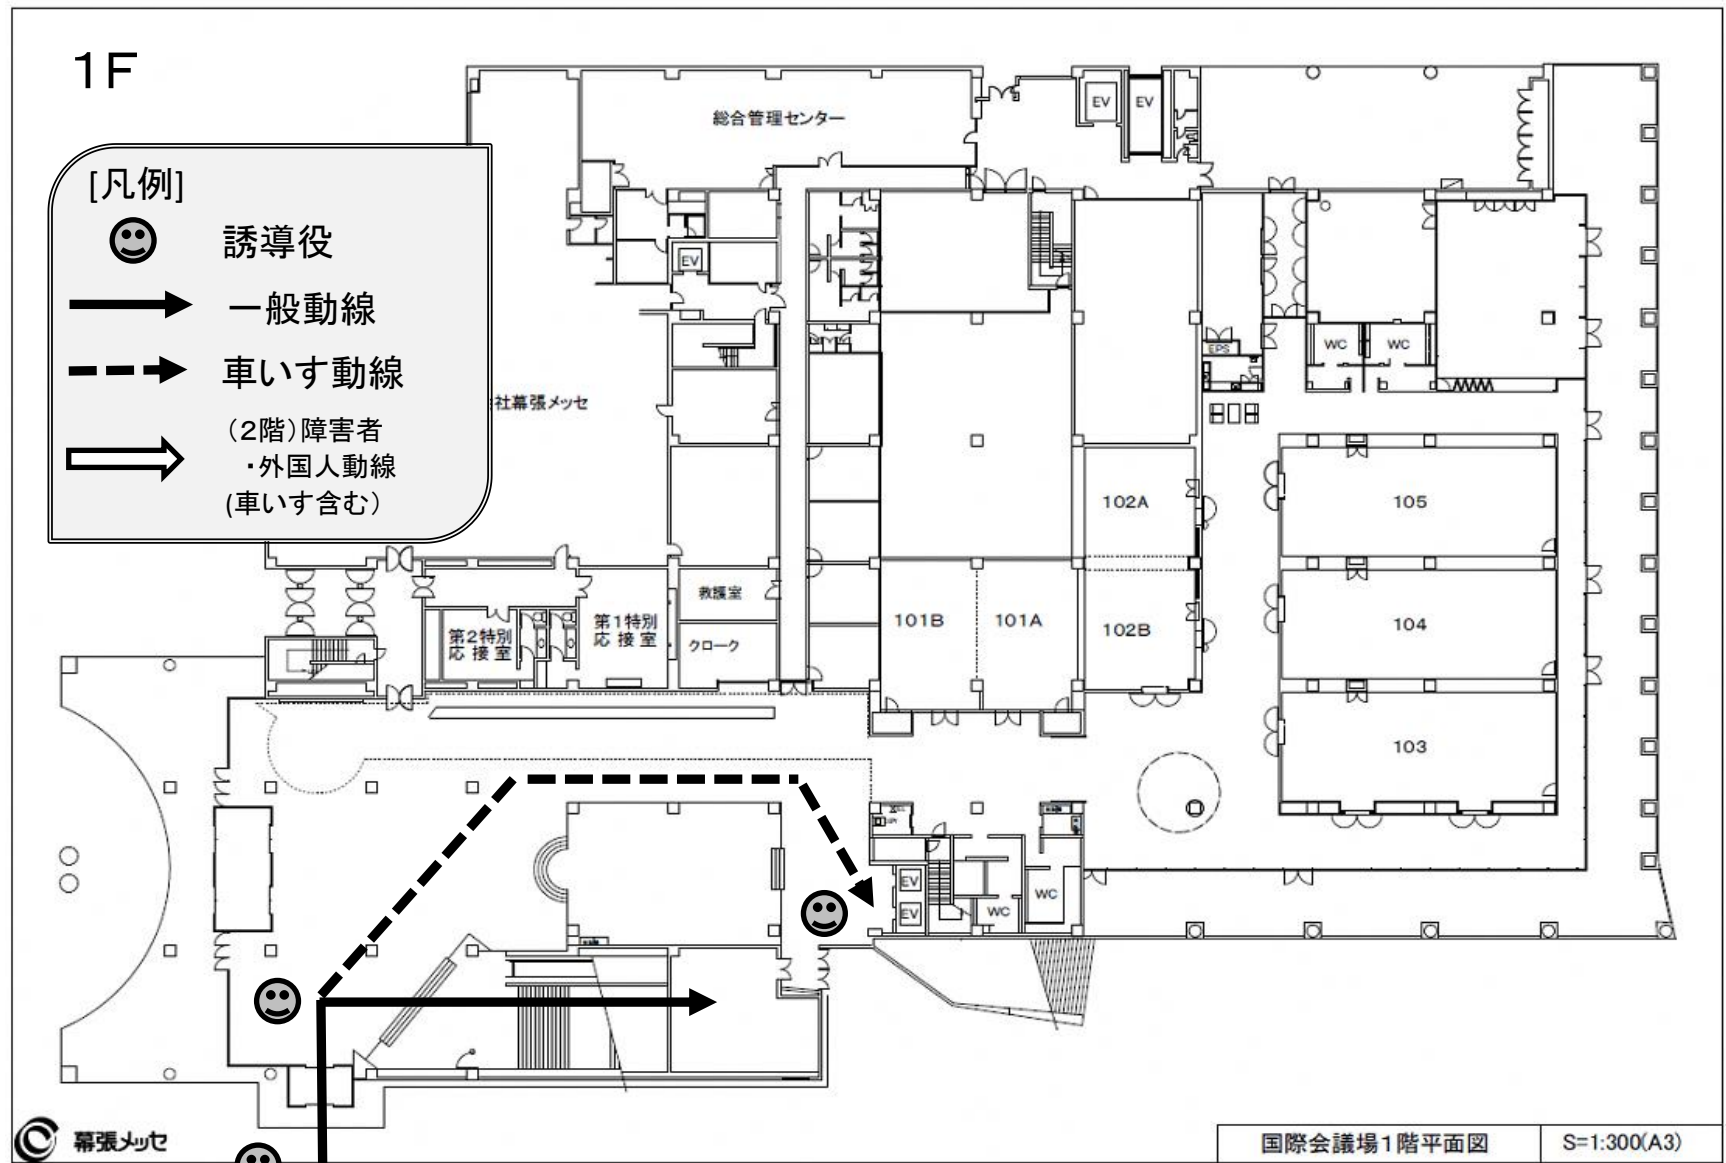 1F
[凡例]
誘導役
一般動線
車いす動線
（２階）障害者
・外国人動線
(車いす含む）
総合管理センター
EV
EV
EV
社幕張メッセ
EPS
WC
WC
102A
105
救護室
第1特別
応接室
第2特別
応接室
クローク
101B
101A
102B
104
103
EV
EV
WC
WC
幕張メッセ
国際会議場１階平面図
S=1:300(A3)